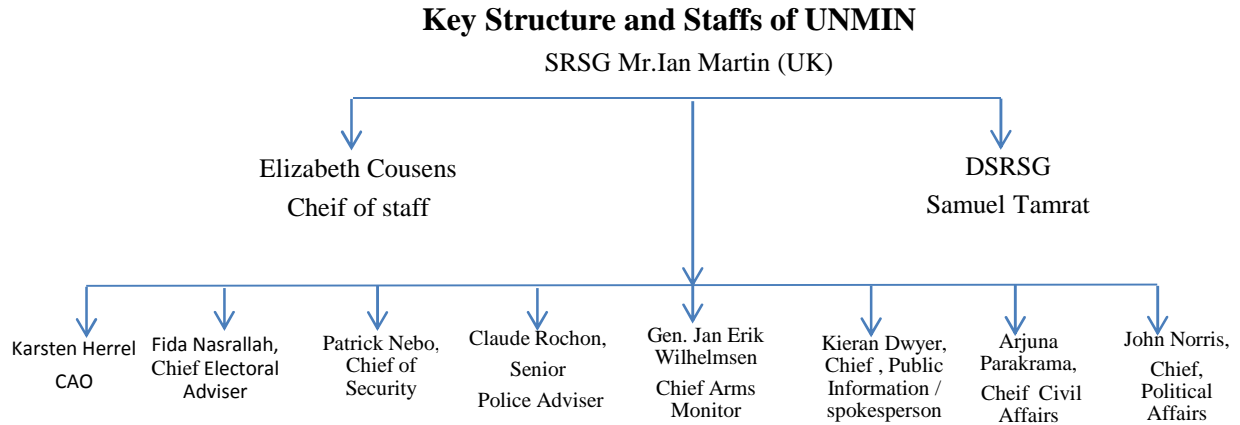 Key Structure and Staffs of UNMIN
SRSG Mr.Ian Martin (UK)
Elizabeth Cousens
Cheif of staff
DSRSG
Samuel Tamrat
Karsten Herrel
CAO
Fida Nasrallah,
Chief Electoral
Adviser
Patrick Nebo,
Chief of
Security
Claude Rochon,
Senior
Police Adviser
Gen. Jan Erik
Wilhelmsen
Chief Arms
Monitor
Kieran Dwyer,
Chief , Public
Information /
spokesperson
Arjuna
Parakrama,
Cheif Civil
Affairs
John Norris,
Chief,
Political
Affairs